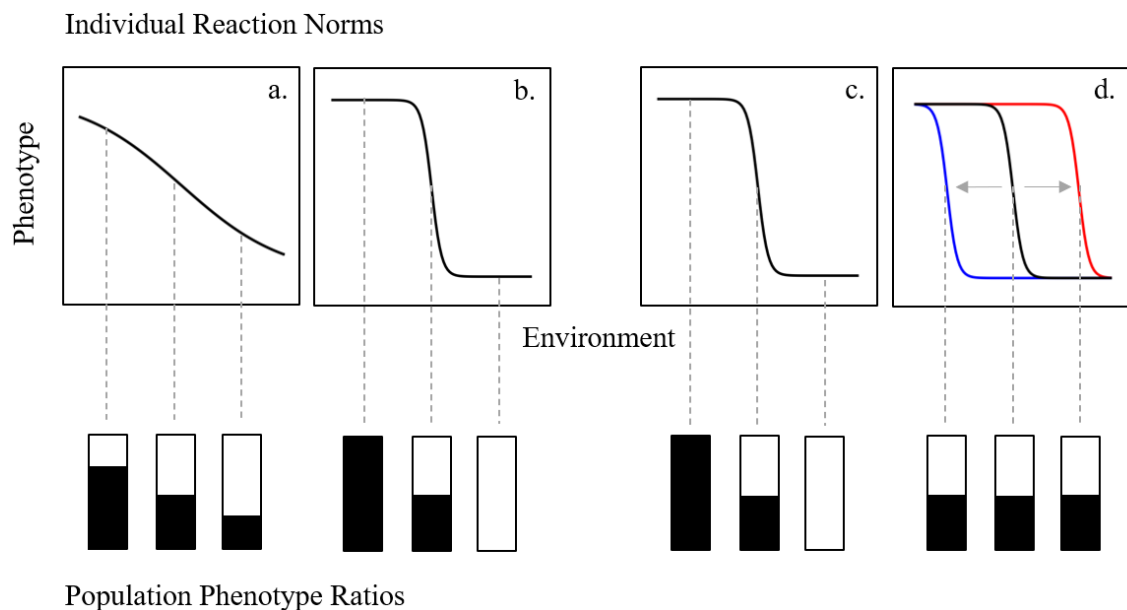 Individual Reaction Norms
a.
b.
c.
d.
Phenotype
Environment
Population Phenotype Ratios